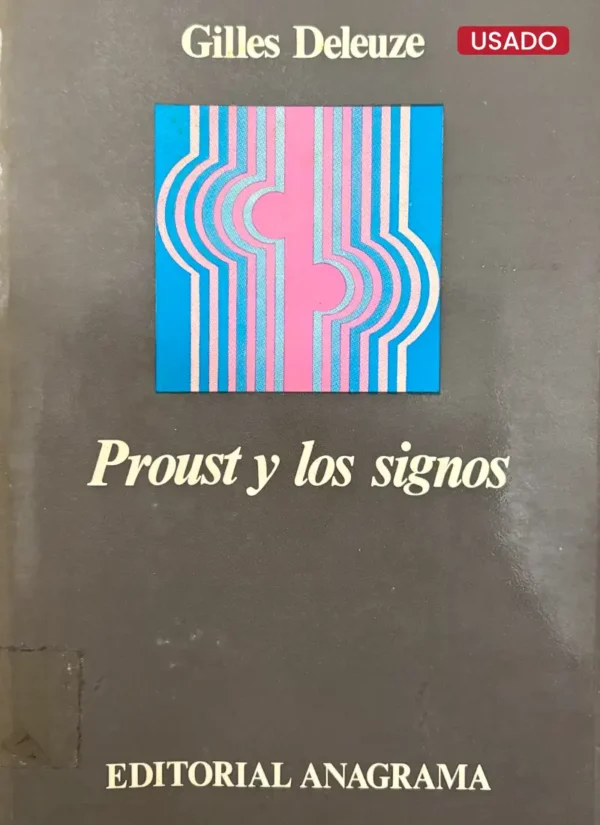 Gilles Deleuze
USADO
Proust y los signos
EDITORIAL ANAGRAMA